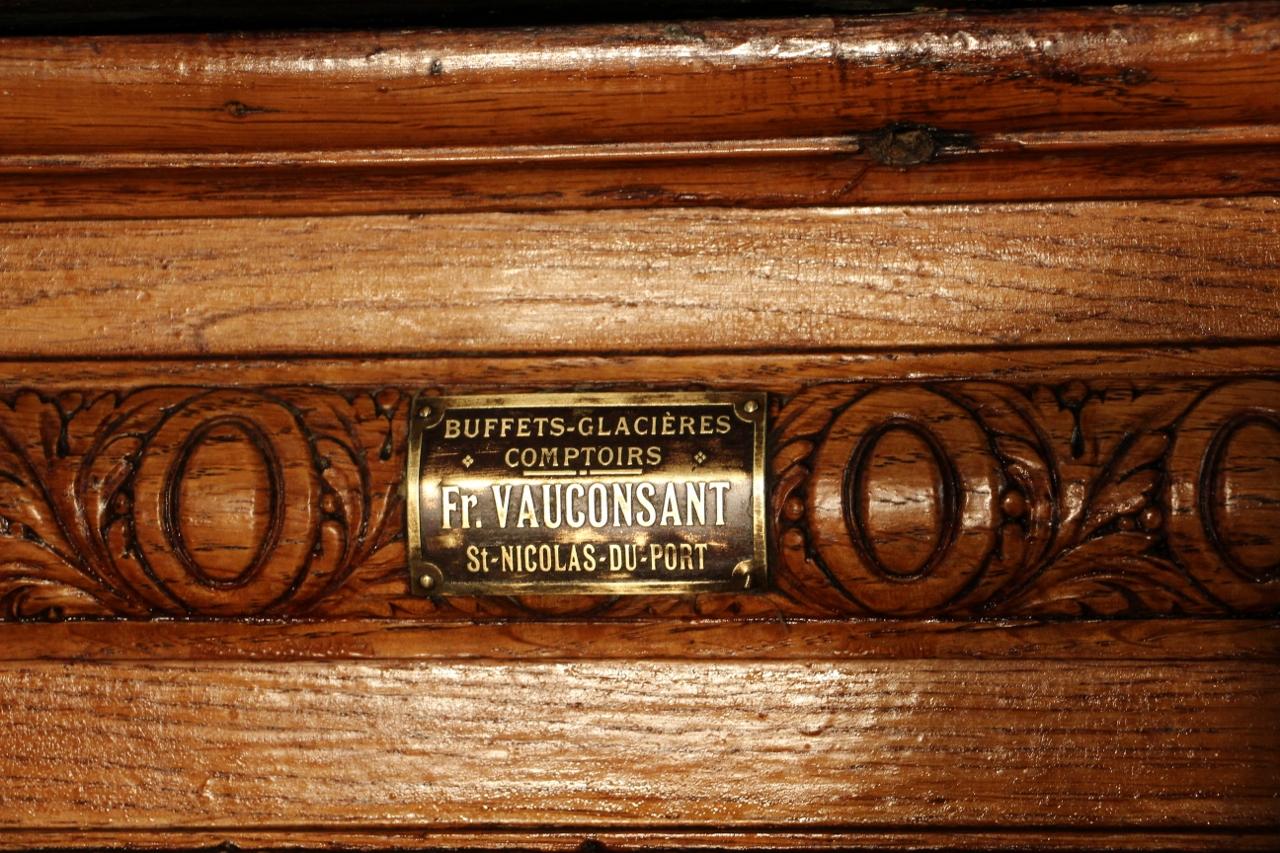 BUFFETS-GLACIÈRES
COMPTOIRS
Fr. VAUCONSANT
St-NICOLAS-DU-PORT